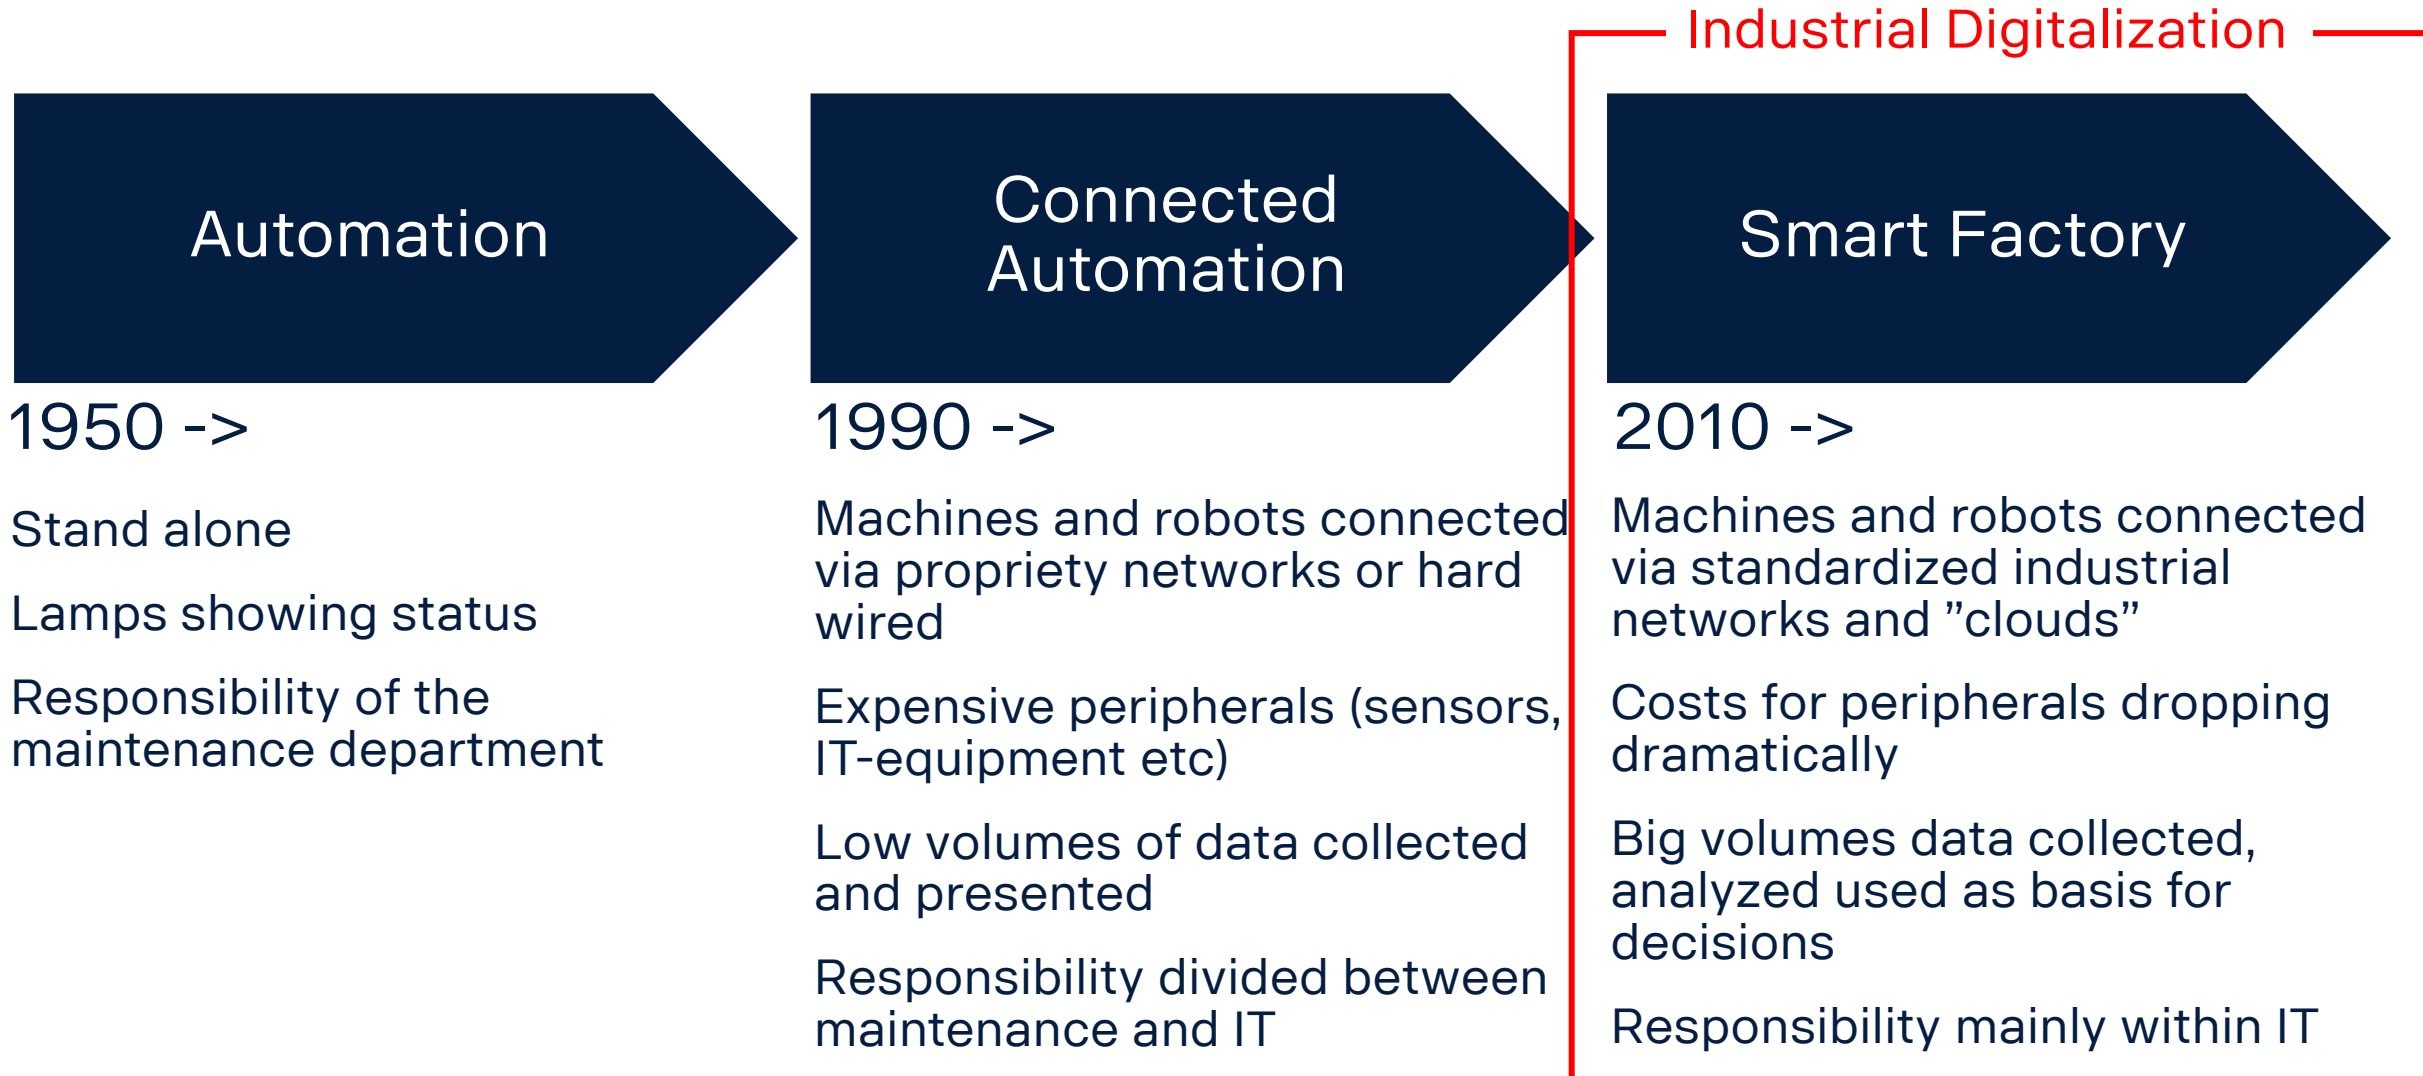 Industrial Digitalization
Automation
1950 ->
Stand alone
Lamps showing status
Responsibility of the
maintenance department
Connected
Automation
1990 ->
Machines and robots connected
via propriety networks or hard
wired
Expensive peripherals (sensors,
IT-equipment etc)
Low volumes of data collected
and presented
Responsibility divided between
maintenance and IT
Smart Factory
2010 ->
Machines and robots connected
via standardized industrial
networks and ”clouds”
Costs for peripherals dropping
dramatically
Big volumes data collected,
analyzed used as basis for
decisions
Responsibility mainly within IT